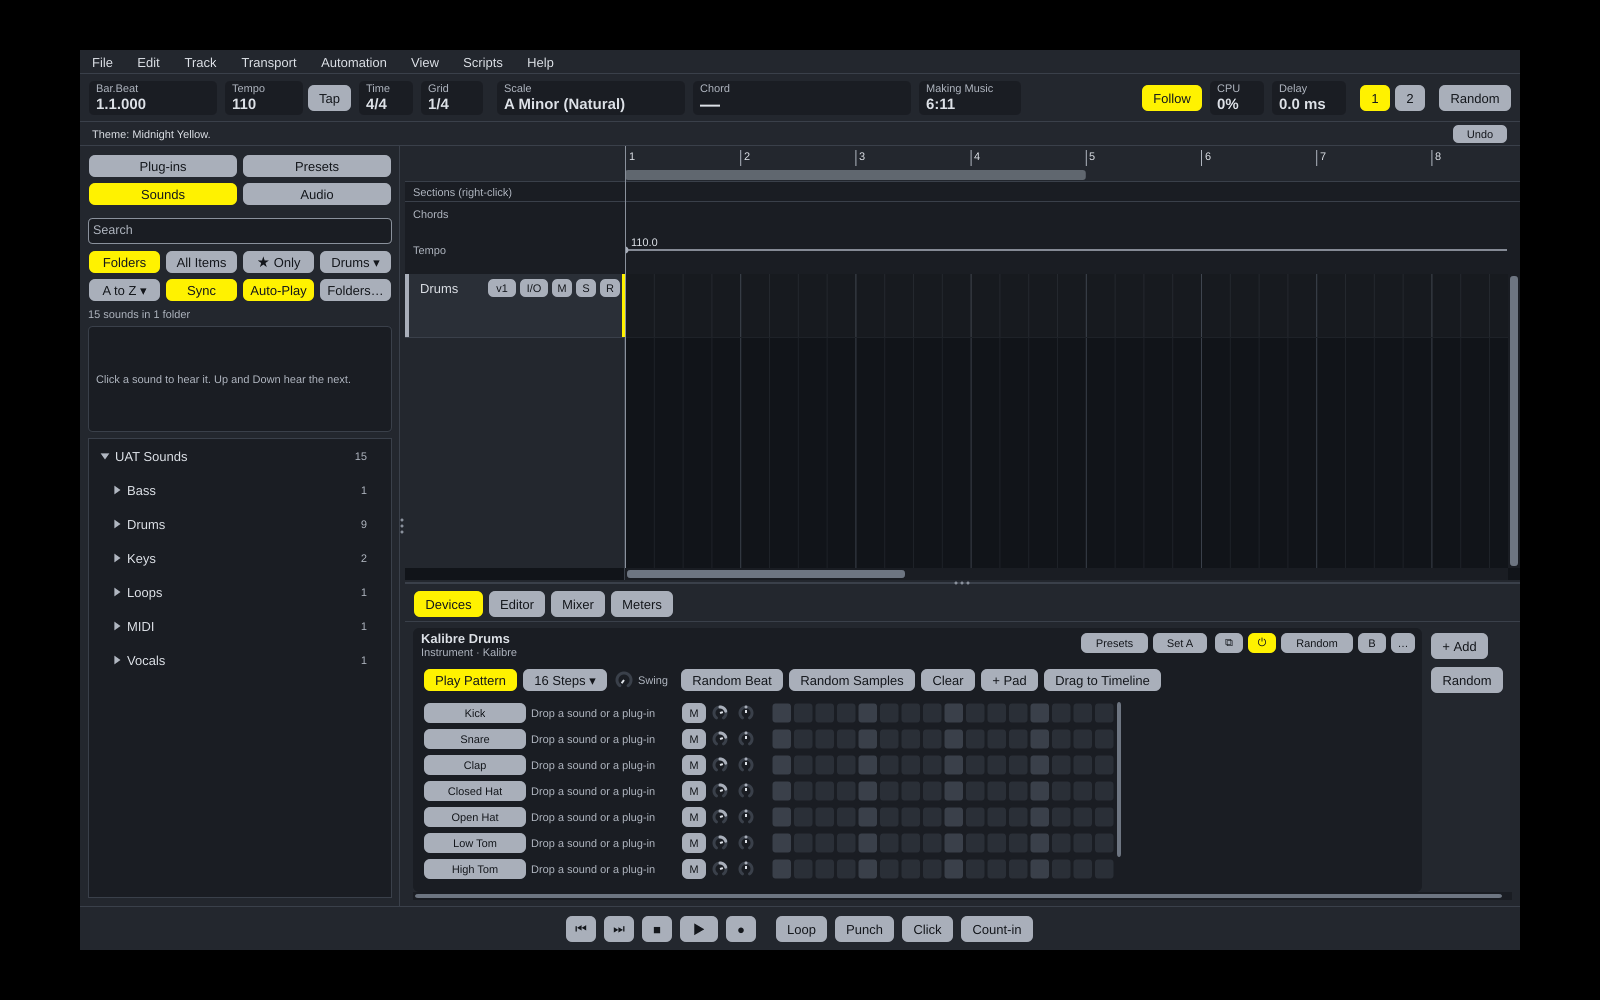 File Edit Track Transport Automation View Scripts Help
Bar.Beat Tempo Time Grid Scale Chord Making Music CPU Delay
1.1.000 110 Tap 4/4 1/4 A Minor (Natural) — 6:11 Follow 0% 0.0 ms 1 2 Random
Theme: Midnight Yellow. Undo
Plug-ins Presets
Sounds Audio
Search
Folders All Items ★ Only Drums ▾
A to Z ▾ Sync Auto-Play Folders…
15 sounds in 1 folder
Click a sound to hear it. Up and Down hear the next.
UAT Sounds 15
Bass 1
Drums 9
Keys 2
Loops 1
MIDI 1
Vocals 1
1 2 3 4 5 6 7 8
Sections (right-click)
Chords
Tempo 110.0
Drums v1 I/O M S R
Devices Editor Mixer Meters
Kalibre Drums
Instrument · Kalibre
Presets Set A Random B … + Add
Random
Play Pattern 16 Steps ▾ Swing Random Beat Random Samples Clear + Pad Drag to Timeline
Kick Drop a sound or a plug-in M
Snare Drop a sound or a plug-in M
Clap Drop a sound or a plug-in M
Closed Hat Drop a sound or a plug-in M
Open Hat Drop a sound or a plug-in M
Low Tom Drop a sound or a plug-in M
High Tom Drop a sound or a plug-in M
Loop Punch Click Count-in